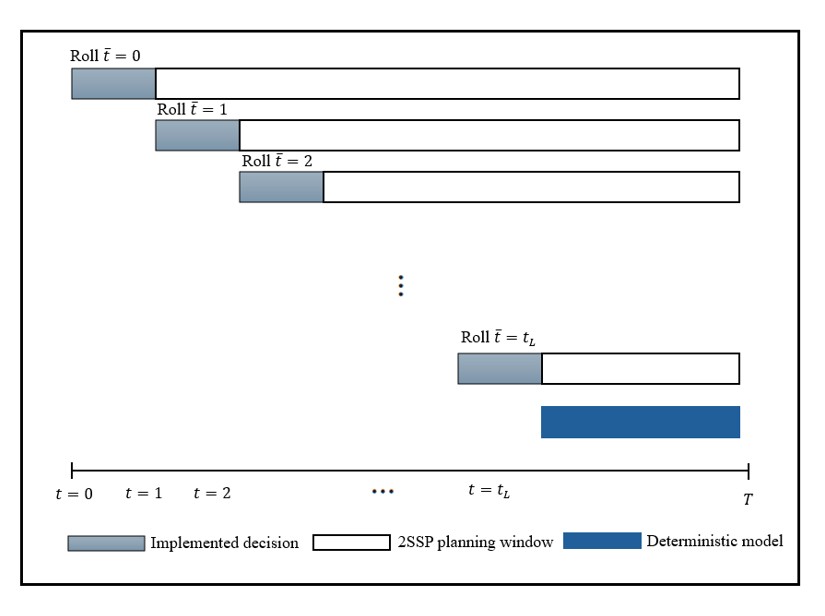 Roll t̄ = 0
Roll t̄ = 1
Roll t̄ = 2
⋮
Roll t̄ = t_L
t = 0 t = 1 t = 2 ⋯ t = t_L T
Implemented decision 2SSP planning window Deterministic model